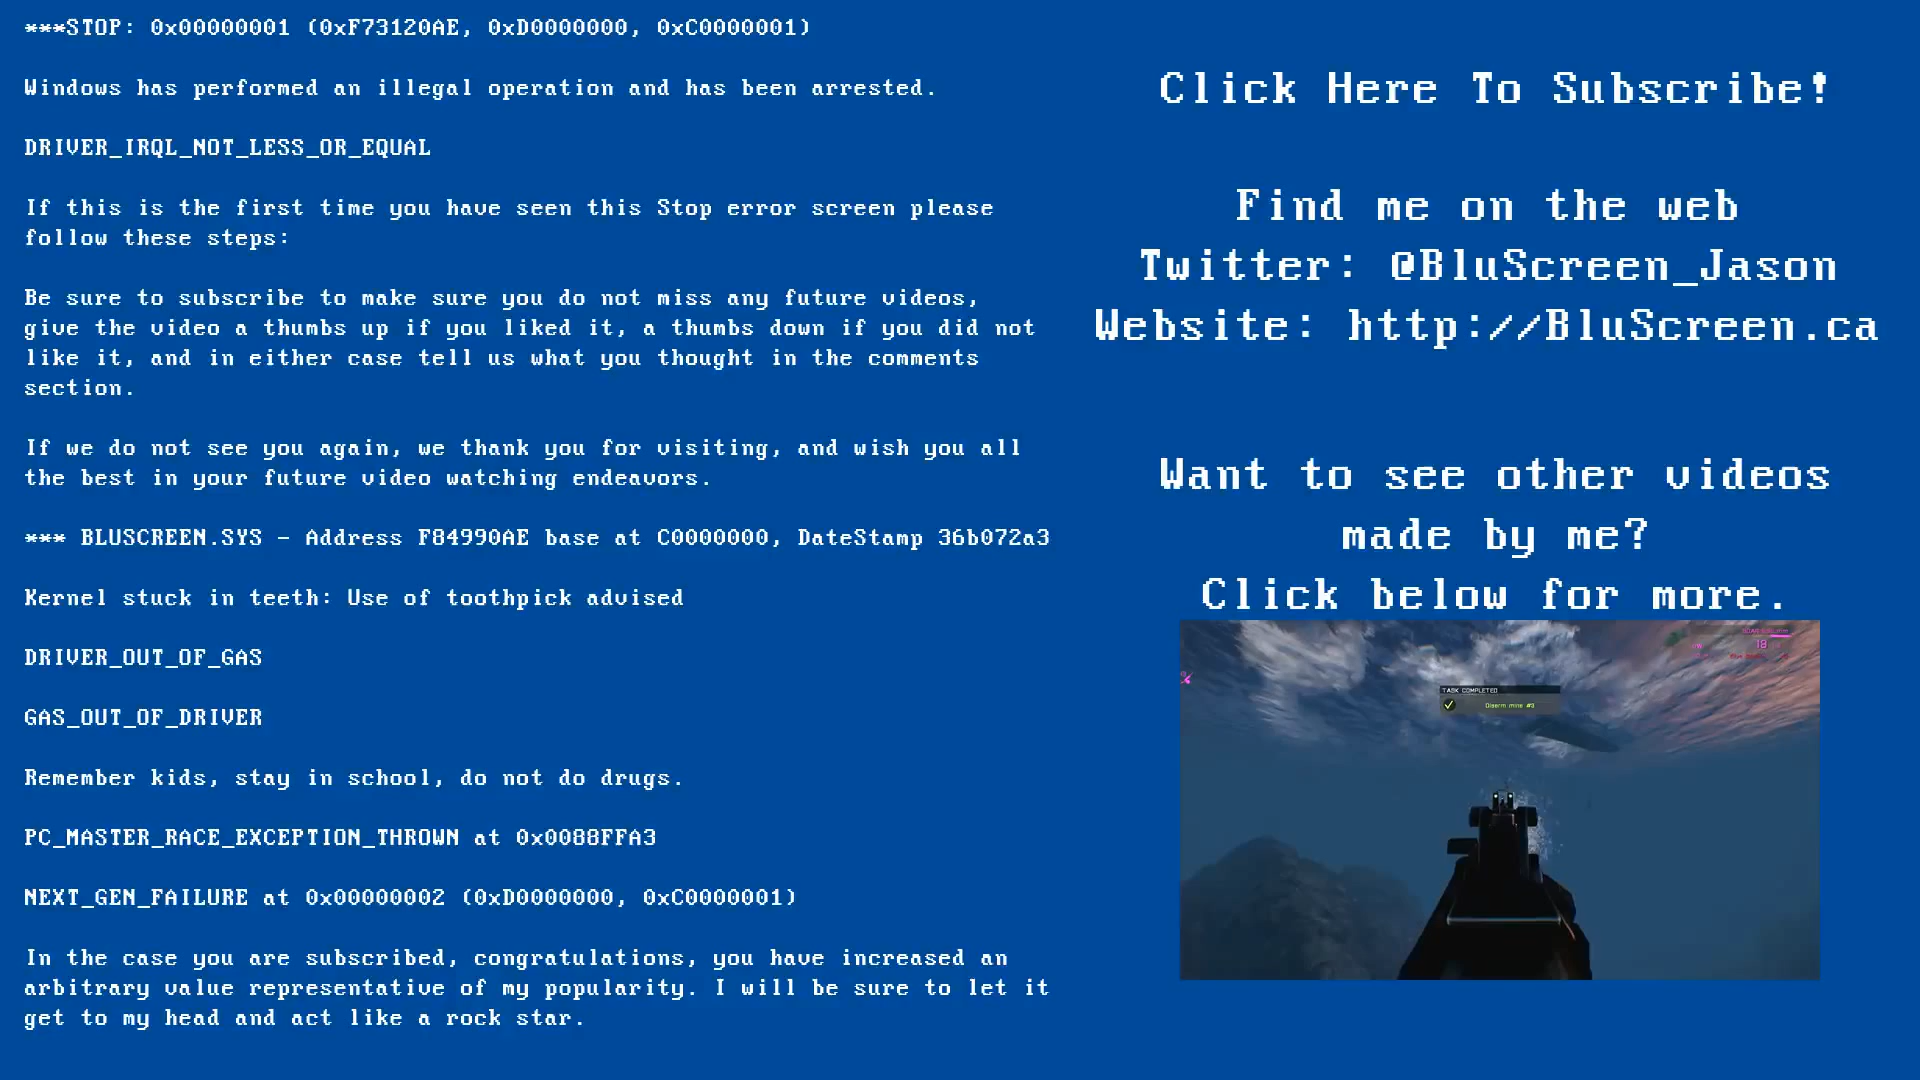 ***STOP: 0x00000001 (0xF73120AE, 0xD0000000, 0xC0000001)
Windows has performed an illegal operation and has been arrested.
DRIVER_IRQL_NOT_LESS_OR_EQUAL
If this is the first time you have seen this Stop error screen please
follow these steps:
Be sure to subscribe to make sure you do not miss any future videos,
give the video a thumbs up if you liked it, a thumbs down if you did not
like it, and in either case tell us what you thought in the comments
section.
If we do not see you again, we thank you for visiting, and wish you all
the best in your future video watching endeavors.
*** BLUSCREEN.SYS - Address F84990AE base at C0000000, DateStamp 36b072a3
Kernel stuck in teeth: Use of toothpick advised
DRIVER_OUT_OF_GAS
GAS_OUT_OF_DRIVER
Remember kids, stay in school, do not do drugs.
PC_MASTER_RACE_EXCEPTION_THROWN at 0x0088FFA3
NEXT_GEN_FAILURE at 0x00000002 (0xD0000000, 0xC0000001)
In the case you are subscribed, congratulations, you have increased an
arbitrary value representative of my popularity. I will be sure to let it
get to my head and act like a rock star.
Click Here To Subscribe!
Find me on the web
Twitter: @BluScreen_Jason
Website: http://BluScreen.ca
Want to see other videos
made by me?
Click below for more.
18
TASK COMPLETED
Disarm mine #3